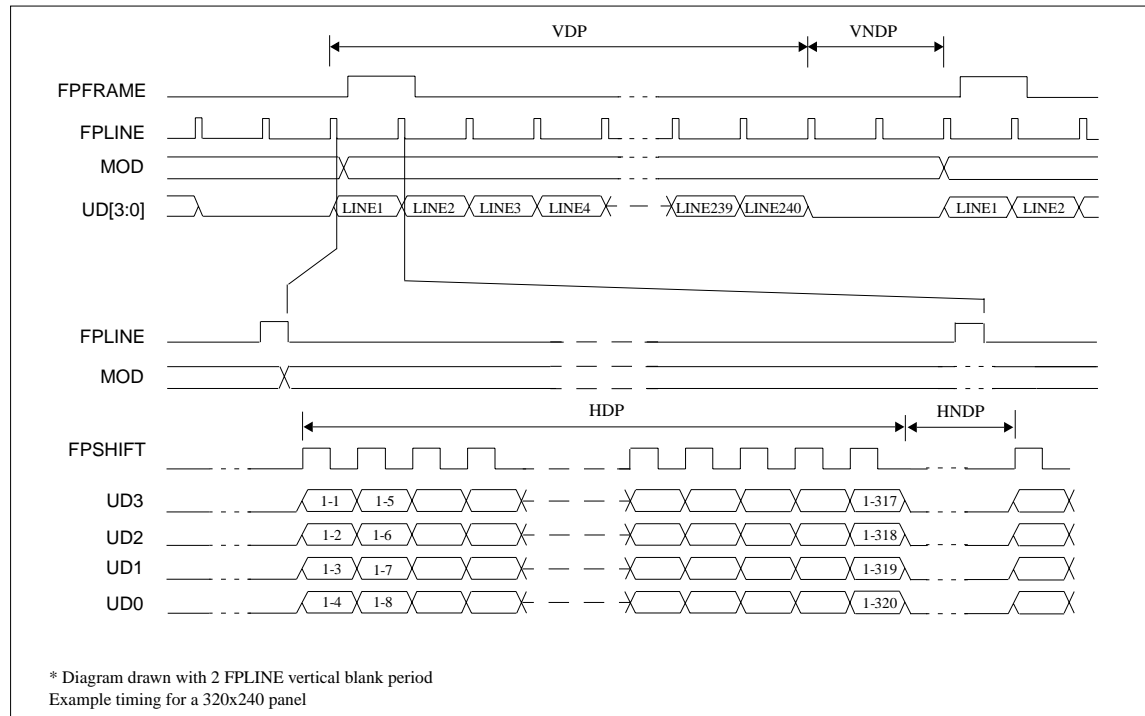 VDP VNDP
FPFRAME
FPLINE
MOD
UD[3:0] LINE1 LINE2 LINE3 LINE4 LINE239 LINE240 LINE1 LINE2
FPLINE
MOD
HDP HNDP
FPSHIFT
UD3 1-1 1-5 1-317
UD2 1-2 1-6 1-318
UD1 1-3 1-7 1-319
UD0 1-4 1-8 1-320
* Diagram drawn with 2 FPLINE vertical blank period
Example timing for a 320x240 panel